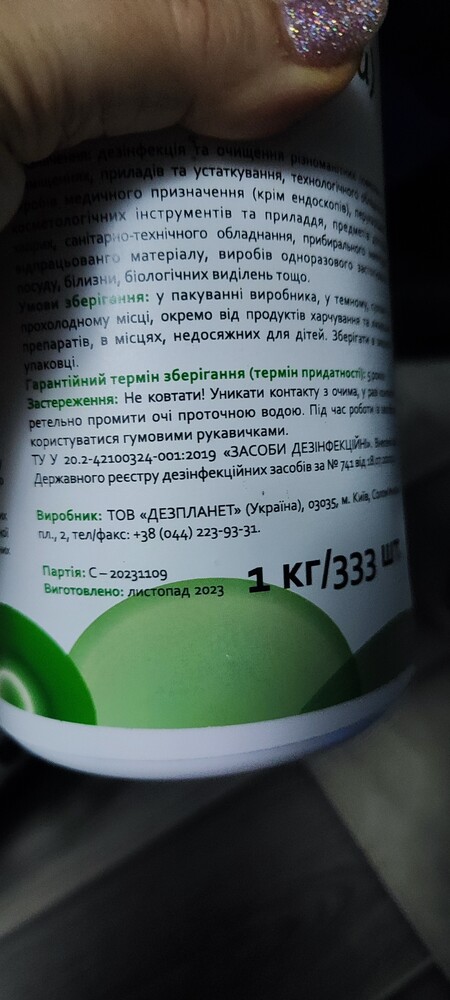 дезінфекція та очищення
приладів та устаткування, технологічного
медичного призначення (крім ендоскопів),
інструментів та приладдя, предмети
санітарно-технічного обладнання, прибирального
матеріалу, виробів одноразового
посуду, білизни, біологічних виділень тощо.
Умови зберігання: у пакуванні виробника, у темному,
прохолодному місці, окремо від продуктів харчування та
препаратів, в місцях, недосяжних для дітей. Зберігати в
упаковці.
Гарантійний термін зберігання (термін придатності): 5
Застереження: Не ковтати! Уникати контакту з очима, у разі
ретельно промити очі проточною водою. Під час роботи
користуватися гумовими рукавичками.
ТУ У 20.2-42100324-001:2019 «ЗАСОБИ ДЕЗІНФЕКЦІЙНІ».
Державного реєстру дезінфекційних засобів за № 741 від
Виробник: ТОВ «ДЕЗПЛАНЕТ» (Україна), 03035, м. Київ,
пл., 2, тел/факс: +38 (044) 223-93-31.
Партія: С – 20231109
Виготовлено: листопад 2023
1 кг/333 шт.